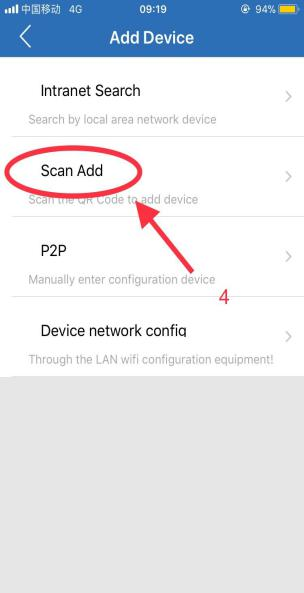 中国移动 4G 09:19 94%
Add Device
Intranet Search
Search by local area network device
Scan Add
Scan the QR Code to add device
P2P
Manually enter configuration device
4
Device network config
Through the LAN wifi configuration equipment!